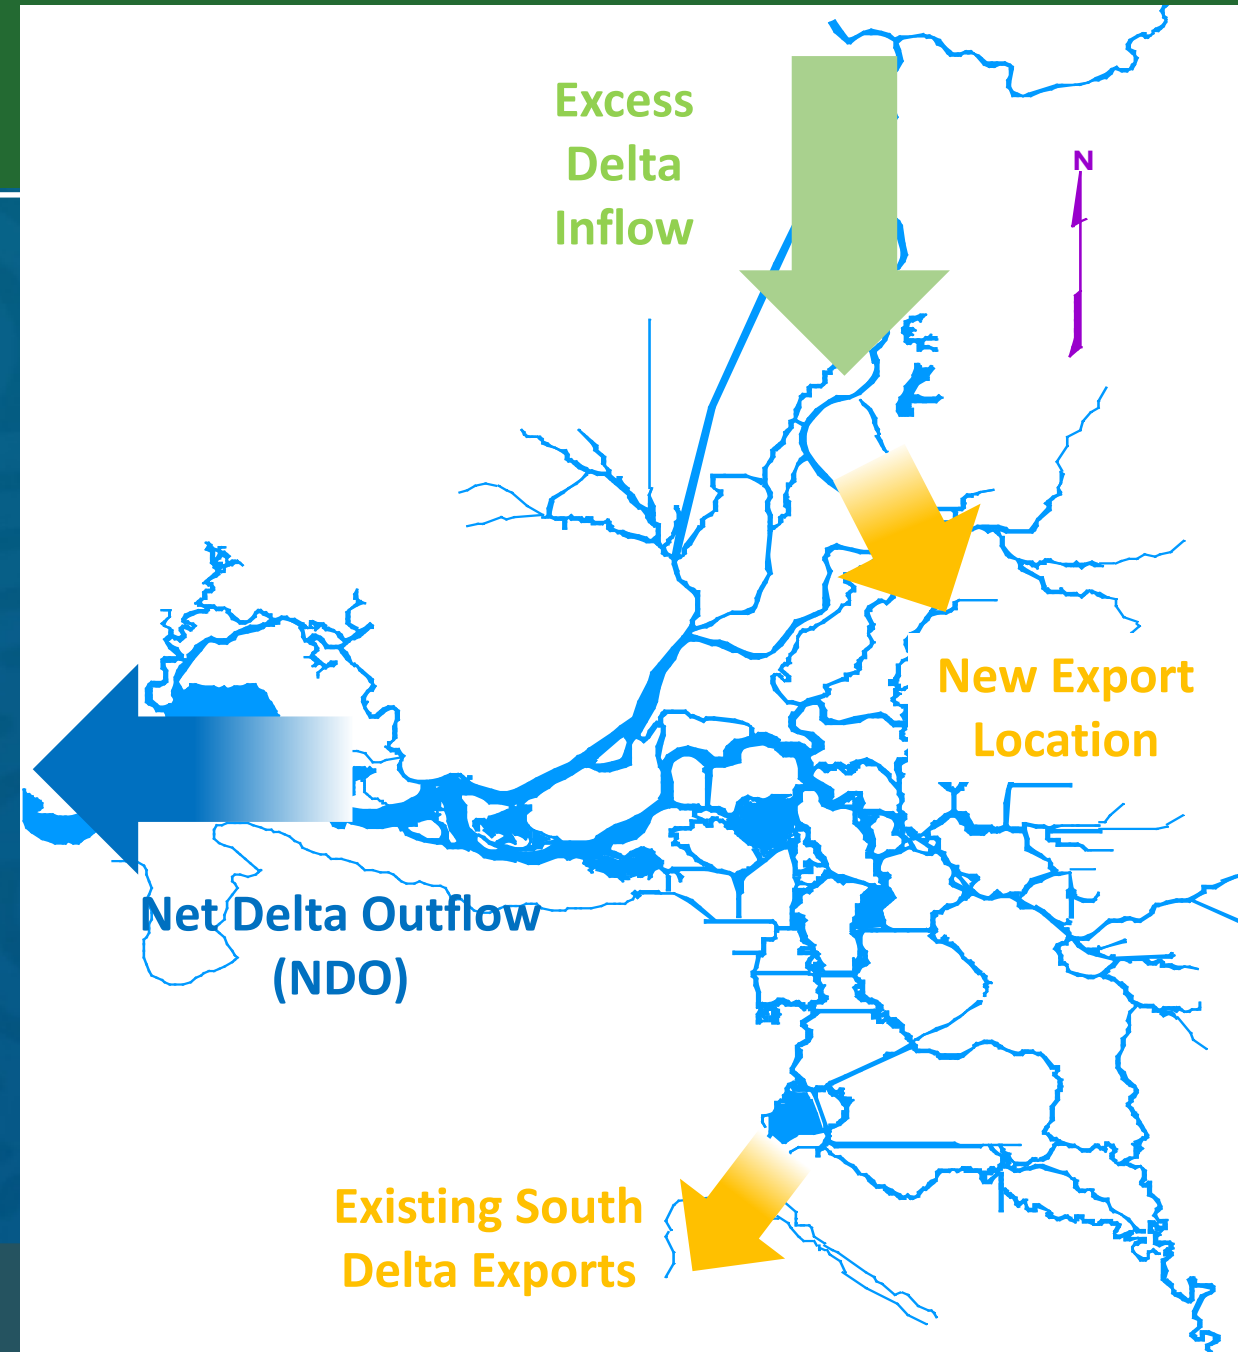 Excess
Delta
Inflow
N
New Export
Location
Net Delta Outflow
(NDO)
Existing South
Delta Exports